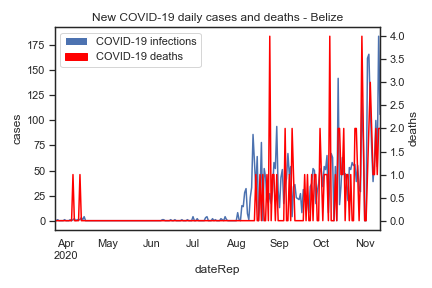 New COVID-19 daily cases and deaths - Belize
COVID-19 infections
COVID-19 deaths
cases
175
150
125
100
75
50
25
0
4.0
3.5
3.0
2.5
2.0
1.5
1.0
0.5
0.0
deaths
Apr May Jun Jul Aug Sep Oct Nov
2020
dateRep